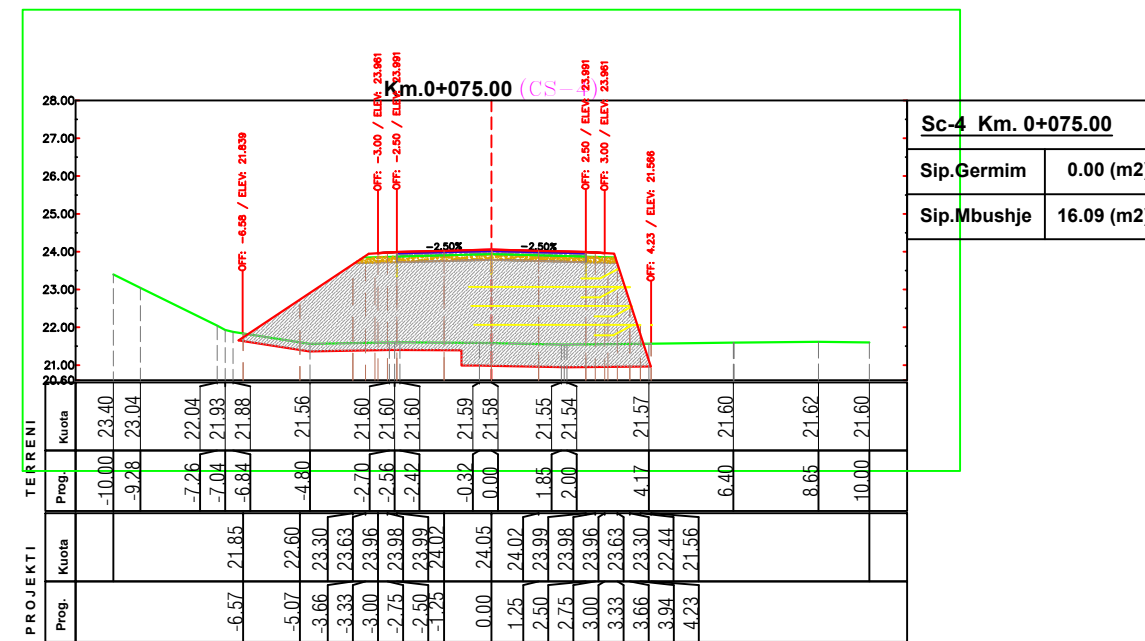 Km.0+075.00 (CS-4)
OFF: -6.58 / ELEV: 21.839
OFF: -3.00 / ELEV: 23.961
OFF: -2.50 / ELEV: 23.991
OFF: 2.50 / ELEV: 23.991
OFF: 3.00 / ELEV: 23.961
OFF: 4.23 / ELEV: 21.566
28.00
27.00
26.00
25.00
24.00
23.00
22.00
21.00
20.60
-2.50% -2.50%
Sc-4 Km. 0+075.00
Sip.Germim 0.00 (m2)
Sip.Mbushje 16.09 (m2)
TERRENI
Kuota 23.40 23.04 22.04 21.93 21.88 21.56 21.60 21.60 21.60 21.59 21.58 21.55 21.54 21.57 21.60 21.62 21.60
Prog. -10.00 -9.28 -7.26 -7.04 -6.84 -4.80 -2.70 -2.56 -2.42 -0.32 0.00 1.85 2.00 4.17 6.40 8.65 10.00
PROJEKTI
Kuota 21.85 22.60 23.30 23.63 23.96 23.98 23.99 24.02 24.05 24.02 23.99 23.98 23.96 23.63 23.30 22.44 21.56
Prog. -6.57 -5.07 -3.66 -3.33 -3.00 -2.75 -2.50 -1.25 0.00 1.25 2.50 2.75 3.00 3.33 3.66 3.94 4.23